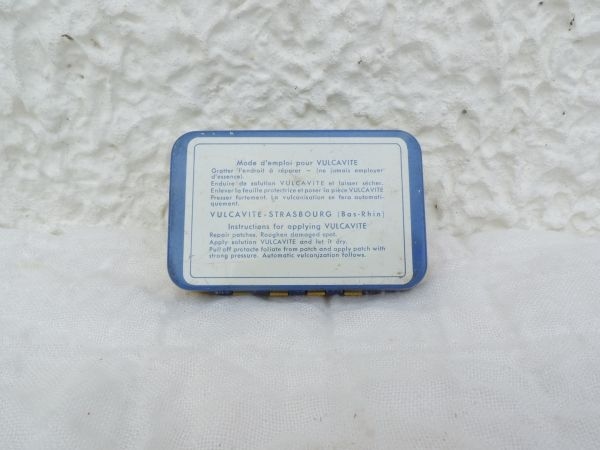 Mode d'emploi pour VULCAVITE
Gratter l'endroit à réparer — (ne jamais employer
d'essence).
Enduire de solution VULCAVITE et laisser sécher.
Enlever la feuille protectrice et poser la pièce VULCAVITE
Presser fortement. La vulcanisation se fera automati-
quement.
VULCAVITE-STRASBOURG (Bas-Rhin)
Instructions for applying VULCAVITE
Repair patches. Roughen damaged spot.
Apply solution VULCAVITE and let it dry.
Pull off protecte foliate from patch and apply patch with
strong pressure. Automatic vulcanization follows.